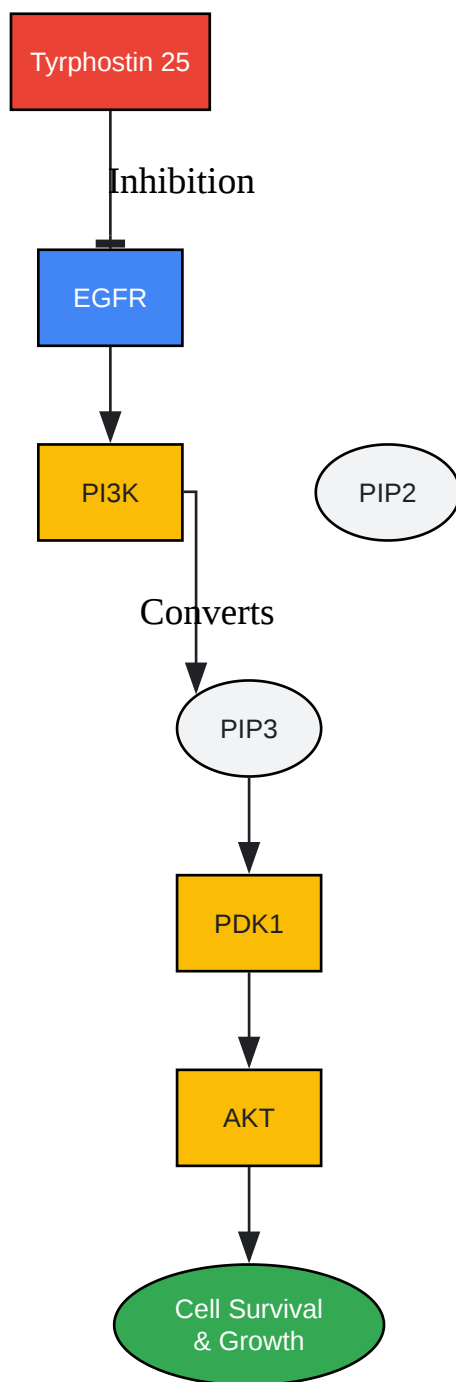 Tyrphostin 25
Inhibition
EGFR
PI3K
PIP2
Converts
PIP3
PDK1
AKT
Cell Survival
& Growth